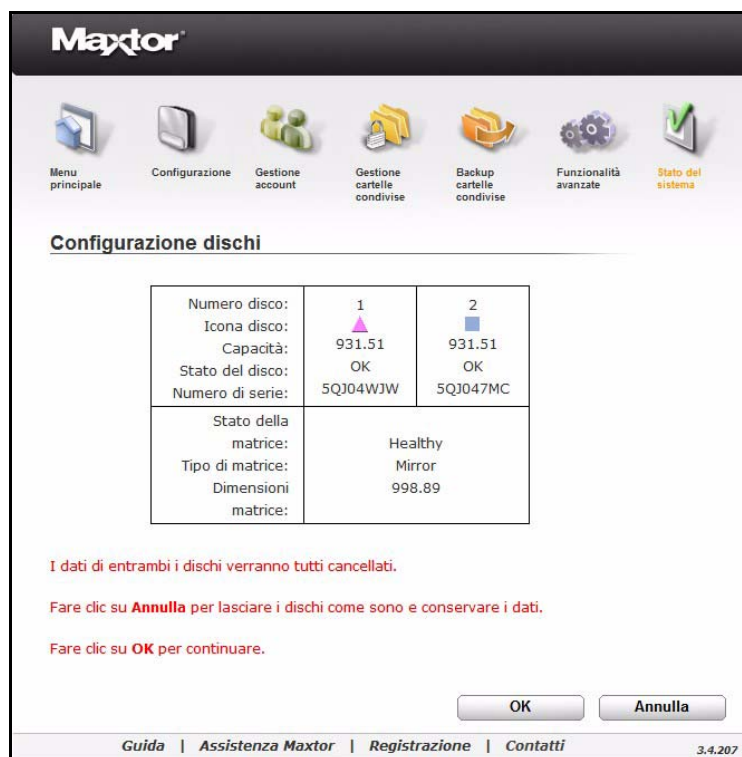 Maxtor
Menu principale
Configurazione
Gestione account
Gestione cartelle condivise
Backup cartelle condivise
Funzionalità avanzate
Stato del sistema
Configurazione dischi
Numero disco: 1 2
Icona disco:
Capacità: 931.51 931.51
Stato del disco: OK OK
Numero di serie: 5QJ04WJW 5QJ047MC
Stato della matrice: Healthy
Tipo di matrice: Mirror
Dimensioni matrice: 998.89
I dati di entrambi i dischi verranno tutti cancellati.
Fare clic su Annulla per lasciare i dischi come sono e conservare i dati.
Fare clic su OK per continuare.
OK Annulla
Guida | Assistenza Maxtor | Registrazione | Contatti 3.4.207